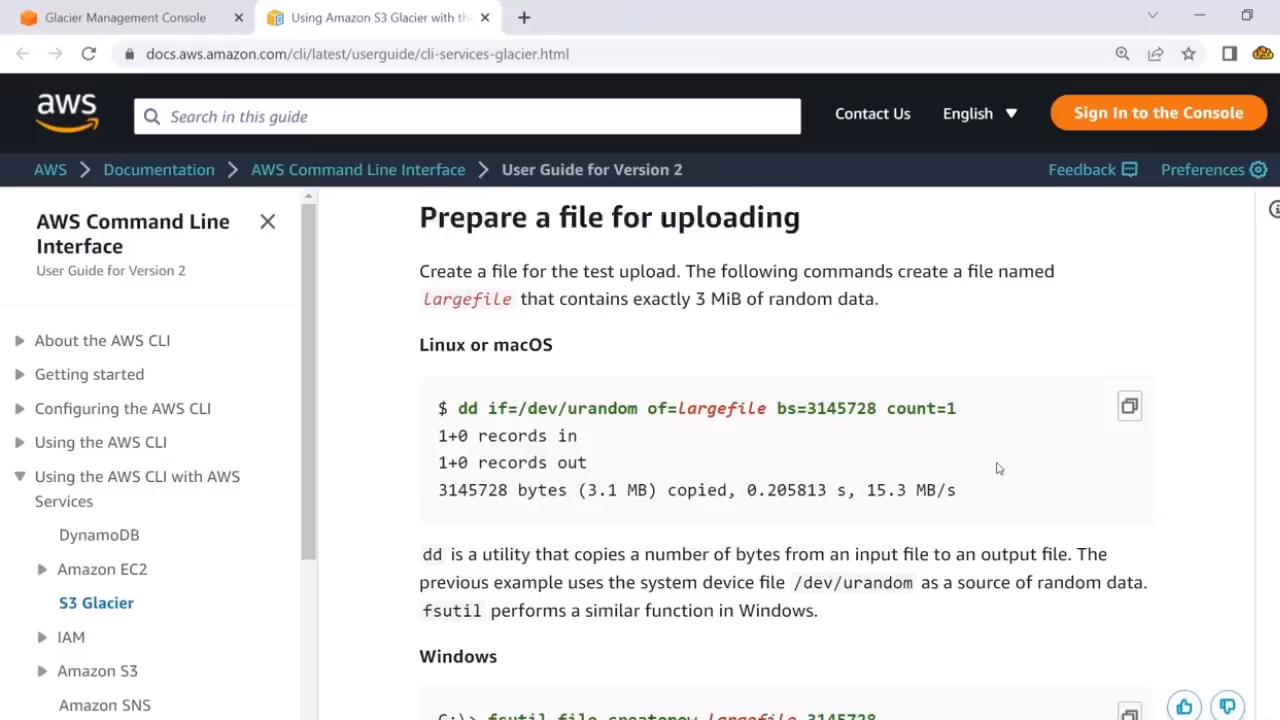 Glacier Management Console
Using Amazon S3 Glacier with th
docs.aws.amazon.com/cli/latest/userguide/cli-services-glacier.html
aws
Search in this guide
Contact Us
English
Sign In to the Console
AWS
Documentation
AWS Command Line Interface
User Guide for Version 2
Feedback
Preferences
AWS Command Line
Interface
User Guide for Version 2
About the AWS CLI
Getting started
Configuring the AWS CLI
Using the AWS CLI
Using the AWS CLI with AWS
Services
DynamoDB
Amazon EC2
S3 Glacier
IAM
Amazon S3
Amazon SNS
Prepare a file for uploading
Create a file for the test upload. The following commands create a file named
largefile that contains exactly 3 MiB of random data.
Linux or macOS
$ dd if=/dev/urandom of=largefile bs=3145728 count=1
1+0 records in
1+0 records out
3145728 bytes (3.1 MB) copied, 0.205813 s, 15.3 MB/s
dd is a utility that copies a number of bytes from an input file to an output file. The
previous example uses the system device file /dev/urandom as a source of random data.
fsutil performs a similar function in Windows.
Windows
C:\> fsutil file createnew largefile 3145728